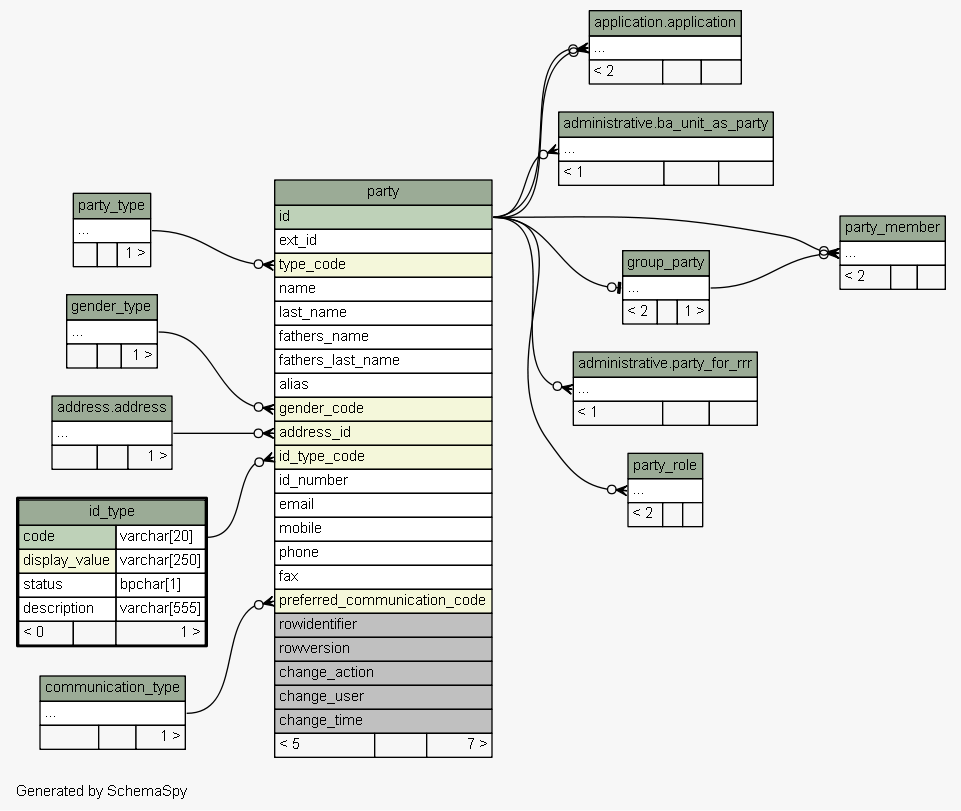 application.application
...
< 2
administrative.ba_unit_as_party
...
< 1
party
id
ext_id
type_code
name
last_name
fathers_name
fathers_last_name
alias
gender_code
address_id
id_type_code
id_number
email
mobile
phone
fax
preferred_communication_code
rowidentifier
rowversion
change_action
change_user
change_time
< 5 7 >
party_type
...
1 >
gender_type
...
1 >
address.address
...
1 >
id_type
code varchar[20]
display_value varchar[250]
status bpchar[1]
description varchar[555]
< 0 1 >
communication_type
...
1 >
party_member
...
< 2
group_party
...
< 2 1 >
administrative.party_for_rrr
...
< 1
party_role
...
< 2
Generated by SchemaSpy